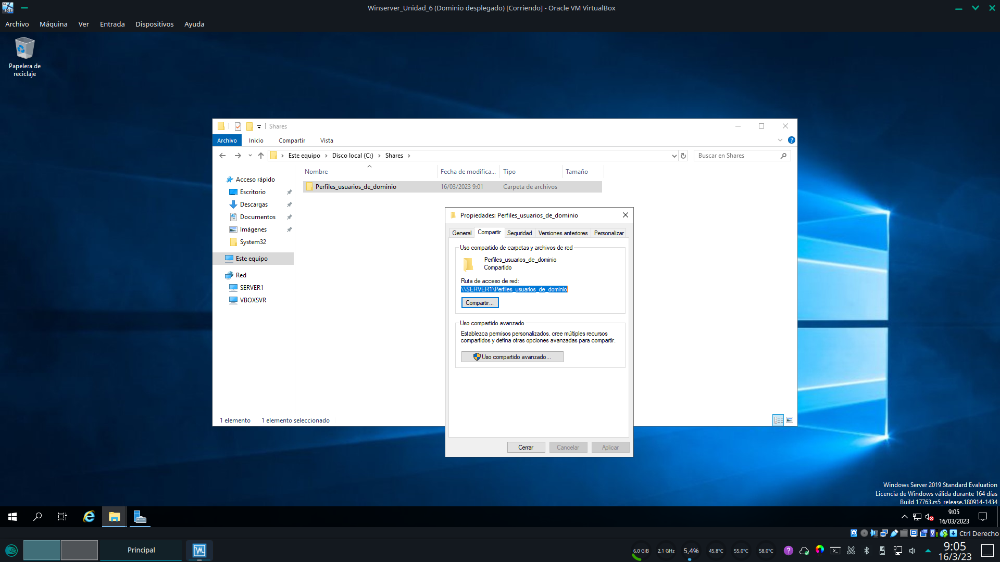 Winserver_Unidad_6 (Dominio desplegado) [Corriendo] - Oracle VM VirtualBox
Archivo Máquina Ver Entrada Dispositivos Ayuda
Papelera de
reciclaje
Shares
Archivo Inicio Compartir Vista
Este equipo Disco local (C:) Shares
Buscar en Shares
Nombre Fecha de modifica... Tipo Tamaño
Perfiles_usuarios_de_dominio 16/03/2023 9:01 Carpeta de archivos
Acceso rápido
Escritorio
Descargas
Documentos
Imágenes
System32
Este equipo
Red
SERVER1
VBOXSVR
1 elemento 1 elemento seleccionado
Propiedades: Perfiles_usuarios_de_dominio
General Compartir Seguridad Versiones anteriores Personalizar
Uso compartido de carpetas y archivos de red
Perfiles_usuarios_de_dominio
Compartido
Ruta de acceso de red:
\\SERVER1\Perfiles_usuarios_de_dominio
Compartir...
Uso compartido avanzado
Establezca permisos personalizados, cree múltiples recursos
compartidos y defina otras opciones avanzadas para compartir.
Uso compartido avanzado...
Cerrar Cancelar Aplicar
Windows Server 2019 Standard Evaluation
Licencia de Windows válida durante 164 días
Build 17763.rs5_release.180914-1434
9:05
16/03/2023
Ctrl Derecho
Principal
6,0 GiB 2,1 GHz 5,4% 45,8°C 55,0°C 58,0°C
9:05
16/3/23